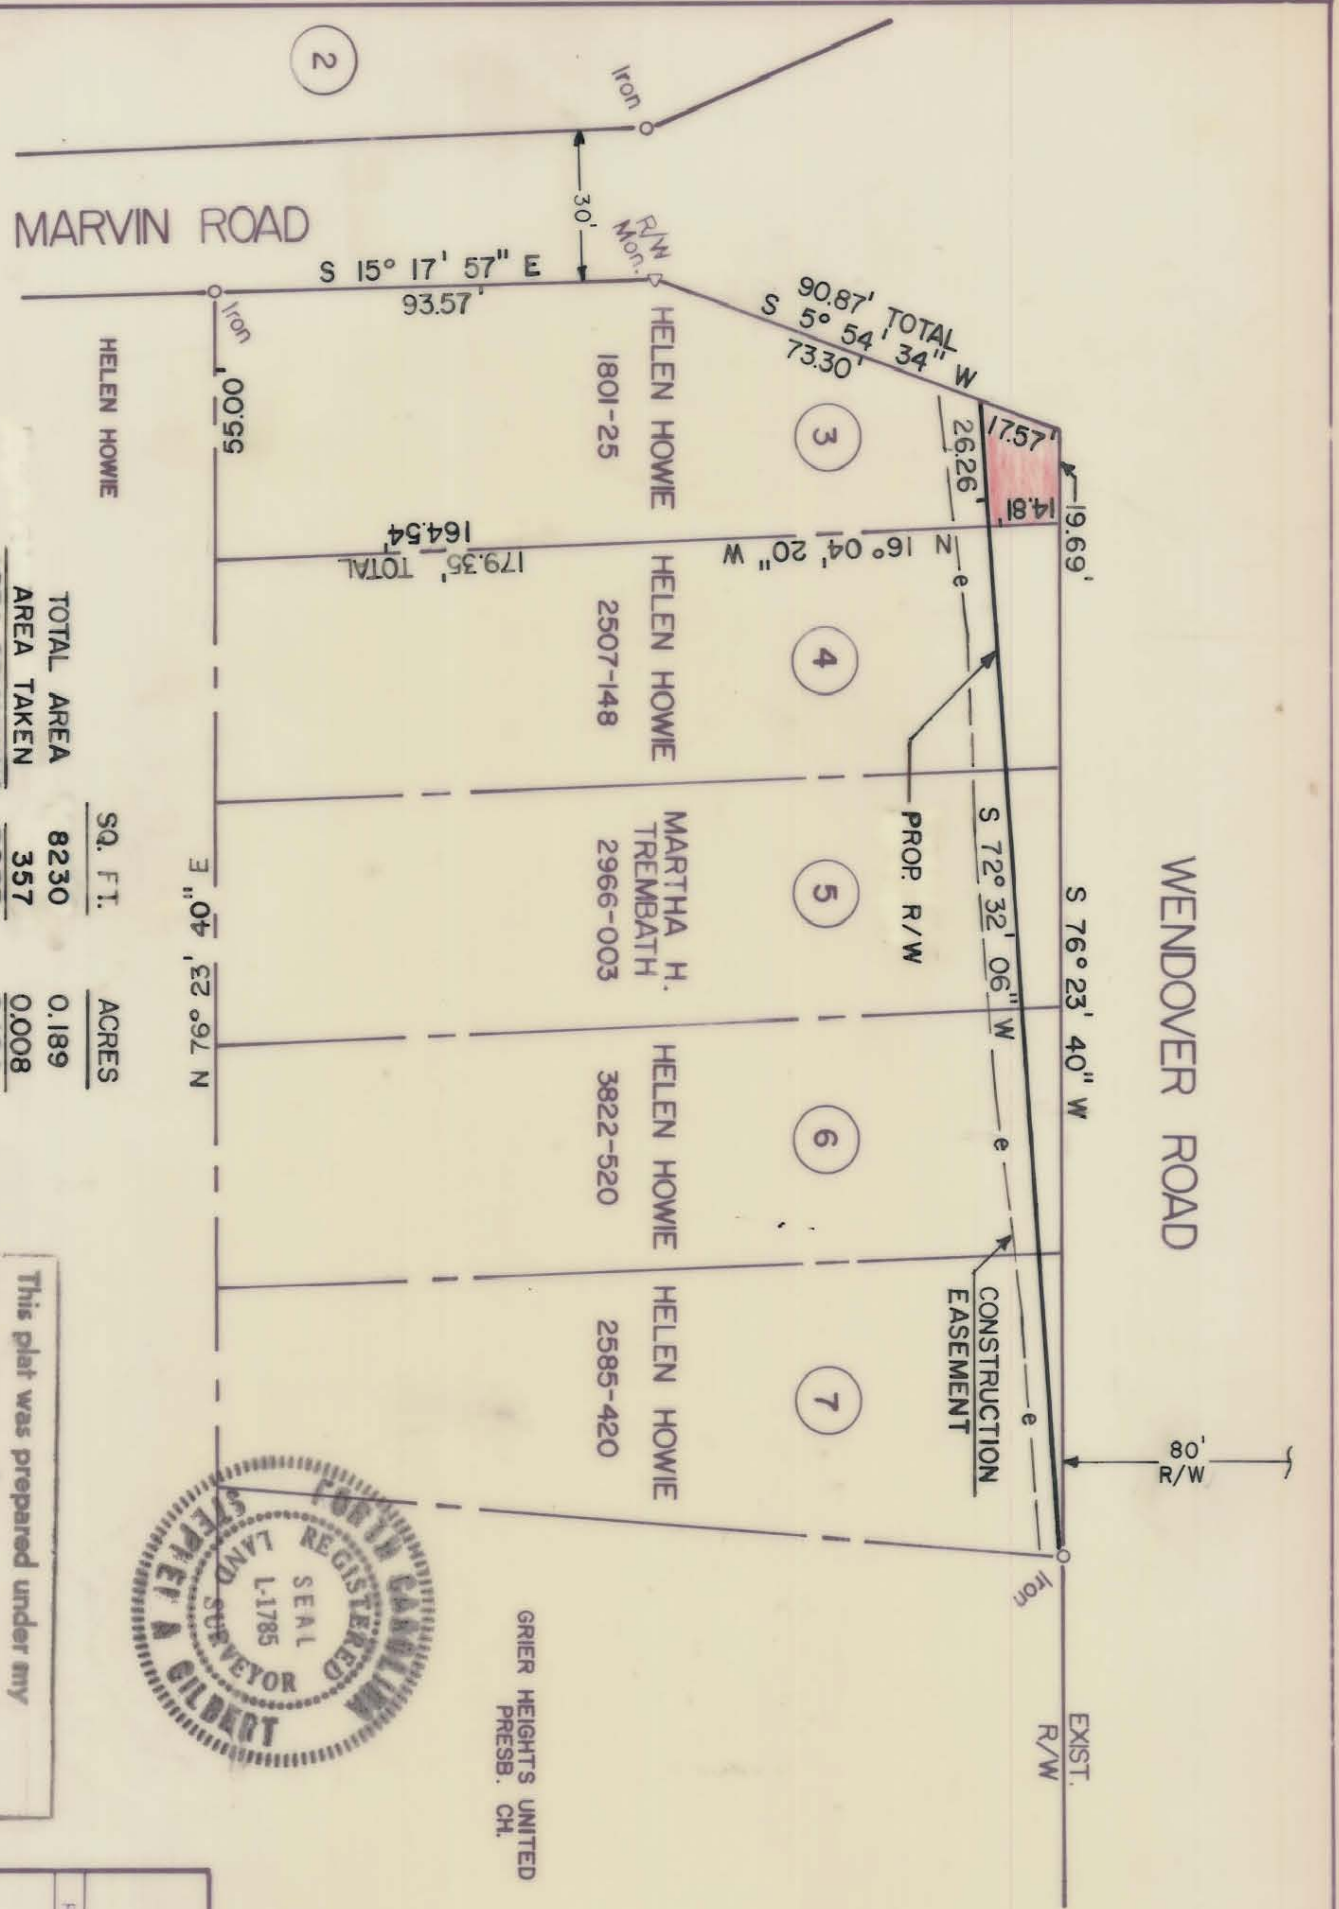 WENDOVER ROAD
80'
R/W
EXIST.
R/W
S 76° 23' 40" W
19.69'
17.57'
14.81'
26.26'
S 72° 32' 06" W
e
e
e
PROP. R/W
CONSTRUCTION
EASEMENT
Iron
90.87' TOTAL
S 5° 54' 34" W
73.30'
N 16° 04' 20" W
179.35' TOTAL
164.54'
2
3
4
5
6
7
Iron
30'
R/W
Mon.
MARVIN ROAD
S 15° 17' 57" E
93.57'
Iron
55.00'
HELEN HOWIE
1801-25
HELEN HOWIE
2507-148
MARTHA H.
TREMBATH
2966-003
HELEN HOWIE
3822-520
HELEN HOWIE
2585-420
GRIER HEIGHTS UNITED
PRESB. CH.
N 76° 23' 40" E
HELEN HOWIE
SQ. FT. ACRES
TOTAL AREA 8230 0.189
AREA TAKEN 357 0.008
NORTH CAROLINA
REGISTERED
SEAL
L-1785
LAND SURVEYOR
A GILBERT
This plat was prepared under my